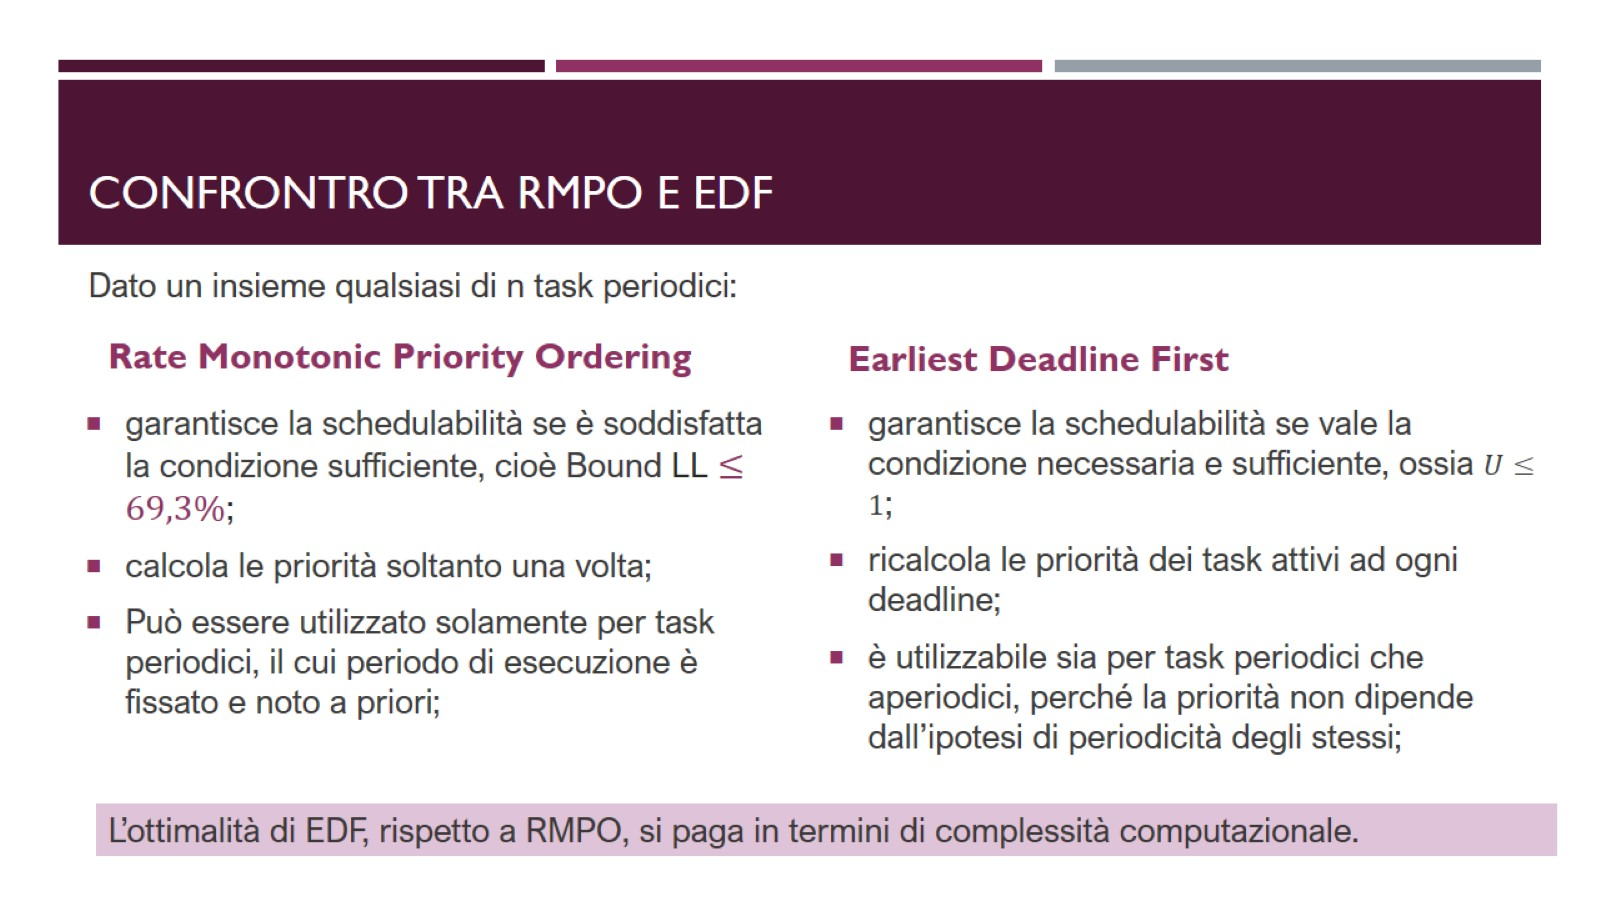 CONFRONTRO TRA RMPO E EDF
Dato un insieme qualsiasi di n task periodici:
Rate Monotonic Priority Ordering
garantisce la schedulabilità se è soddisfatta
la condizione sufficiente, cioè Bound LL ≤
69,3%;
calcola le priorità soltanto una volta;
Può essere utilizzato solamente per task
periodici, il cui periodo di esecuzione è
fissato e noto a priori;
Earliest Deadline First
garantisce la schedulabilità se vale la
condizione necessaria e sufficiente, ossia U ≤
1;
ricalcola le priorità dei task attivi ad ogni
deadline;
è utilizzabile sia per task periodici che
aperiodici, perché la priorità non dipende
dall’ipotesi di periodicità degli stessi;
L’ottimalità di EDF, rispetto a RMPO, si paga in termini di complessità computazionale.